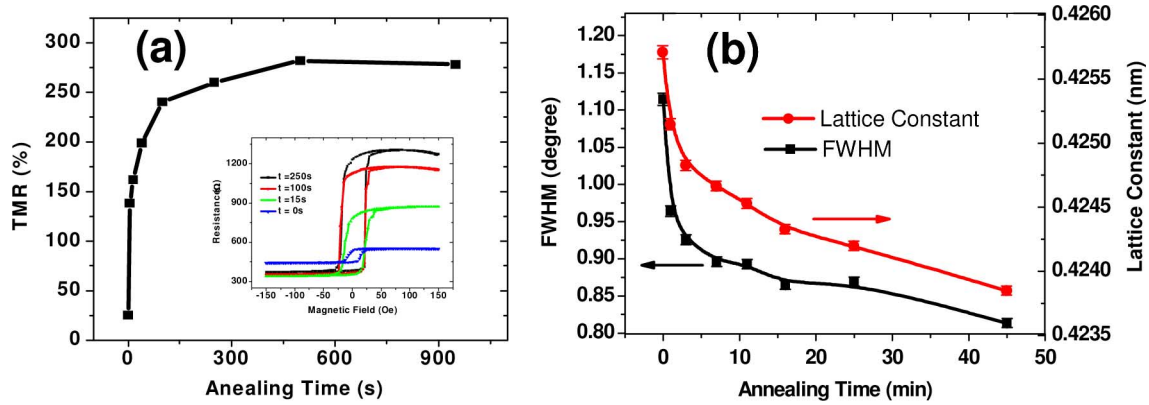 (a)
TMR (%)
300
250
200
150
100
50
0
0 300 600 900
Anealing Time (s)
Resistance(Ω)
1200
900
600
300
t =250s
t =100s
t =15s
t = 0s
-150 -100 -50 0 50 100 150
Magnetic Field (Oe)
(b)
FWHM (degree)
1.20
1.15
1.10
1.05
1.00
0.95
0.90
0.85
0.80
Lattice Constant
FWHM
0 10 20 30 40 50
Annealing Time (min)
0.4260
0.4255
0.4250
0.4245
0.4240
0.4235
Lattice Constant (nm)